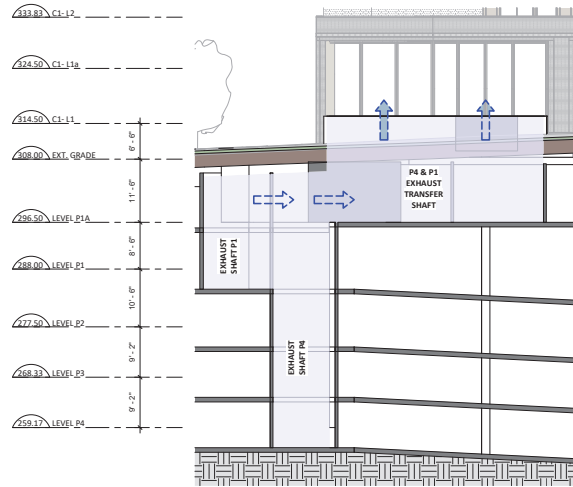 333.83 C1- L2
324.50 C1- L1a
314.50 C1- L1
6' - 6"
308.00 EXT. GRADE
11' - 6"
296.50 LEVEL P1A
8' - 6"
288.00 LEVEL P1
10' - 6"
277.50 LEVEL P2
9' - 2"
268.33 LEVEL P3
9' - 2"
259.17 LEVEL P4
P4 & P1
EXHAUST
TRANSFER
SHAFT
EXHAUST
SHAFT P1
EXHAUST
SHAFT P4